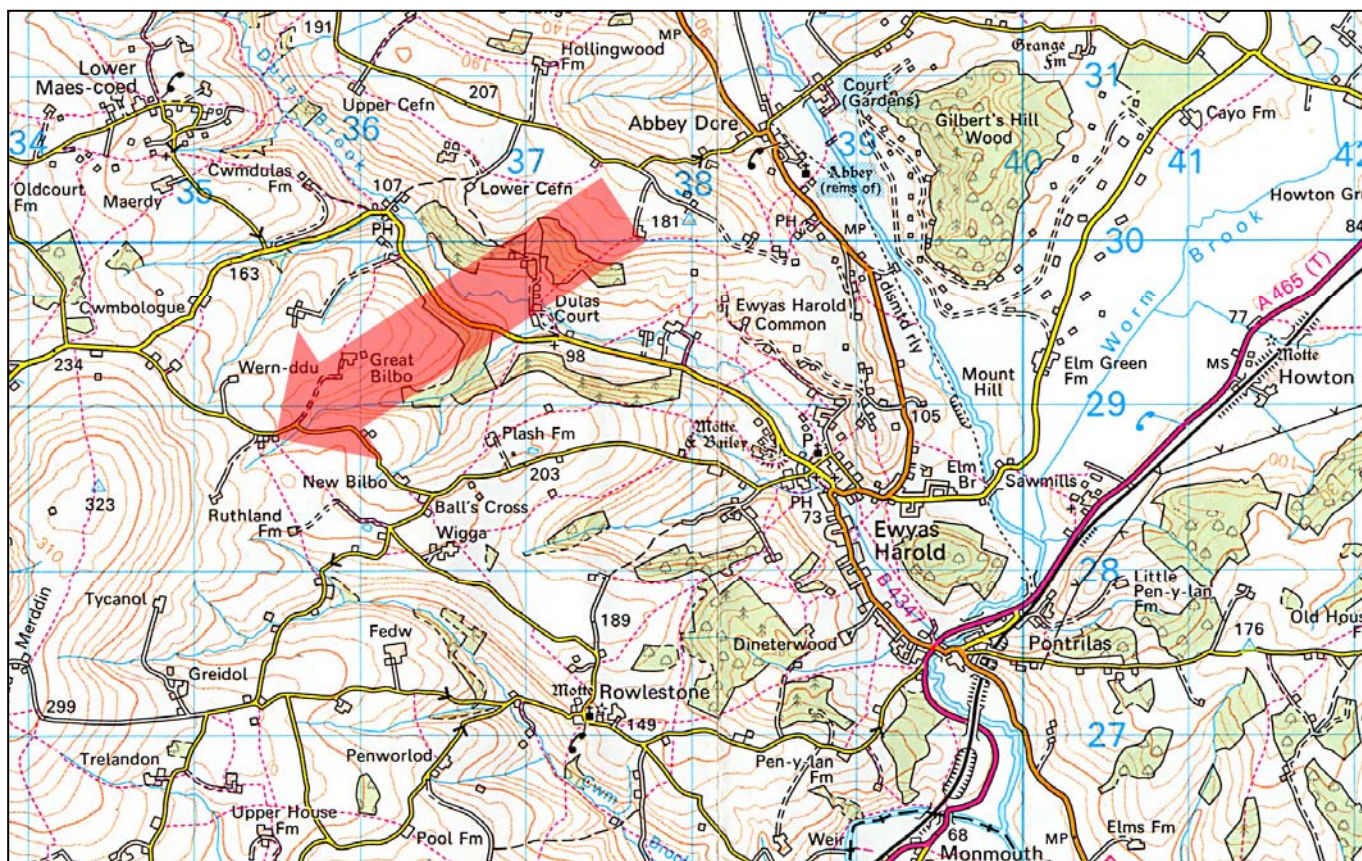 191
MP
Hollingwood
Fm
140
190
Grange
Fm
31
Lower
Maes-coed
Dulas Brook
Upper Cefn
207
Court
(Gardens)
Gilbert's Hill
Wood
Cayo Fm
34
36
Abbey Dore
39
40
41
42
Cwmdulas
Fm
37
38
Abbey
(rems of)
Oldcourt
Fm
Maerdy
35
107
Lower Cefn
181
PH
MP
Howton Gr
84
PH
163
30
Worm
Brook
A 465 (T)
Cwmbologue
Dulas
Court
Ewyas Harold
Common
dismtd rly
77
234
Wern-ddu
Great
Bilbo
98
Mount
Hill
Elm Green
Fm
MS
Motte
Howton
105
29
Plash Fm
Motte
& Bailey
P
203
Elm
Br
Sawmills
100
New Bilbo
323
Ruthland
Fm
Ball's Cross
PH
73
Ewyas
Harold
310
Wigga
28
Little
Pen-y-lan
Fm
Merddin
Tycanol
B 4347
189
Fedw
Dineterwood
Pontrilas
176
Old Hous
F
Greidol
299
Motte
Rowlestone
149
27
Trelandon
Penworlod
Pen-y-lan
Fm
Cwm
Brook
Upper House
Fm
Pool Fm
Weir
68
Monmouth
MP
Elms Fm